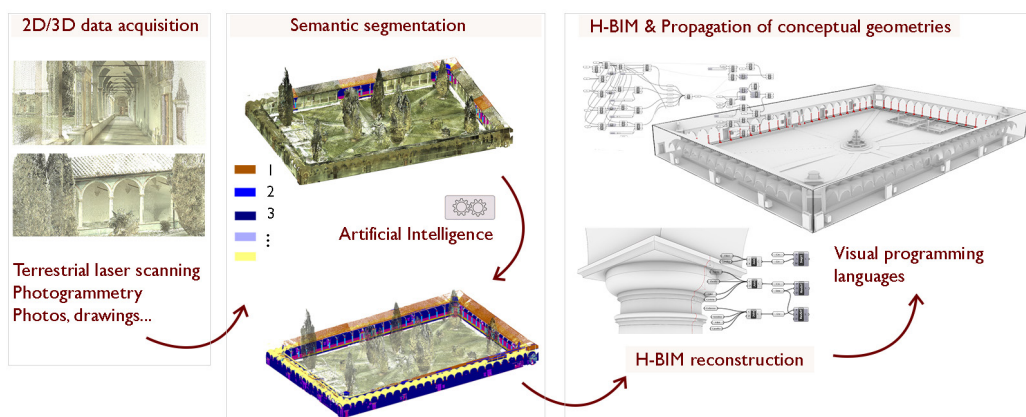 2D/3D data acquisition
Terrestrial laser scanning
Photogrammetry
Photos, drawings...
Semantic segmentation
1
2
3
⋮
Artificial Intelligence
H-BIM & Propagation of conceptual geometries
Visual programming
languages
H-BIM reconstruction